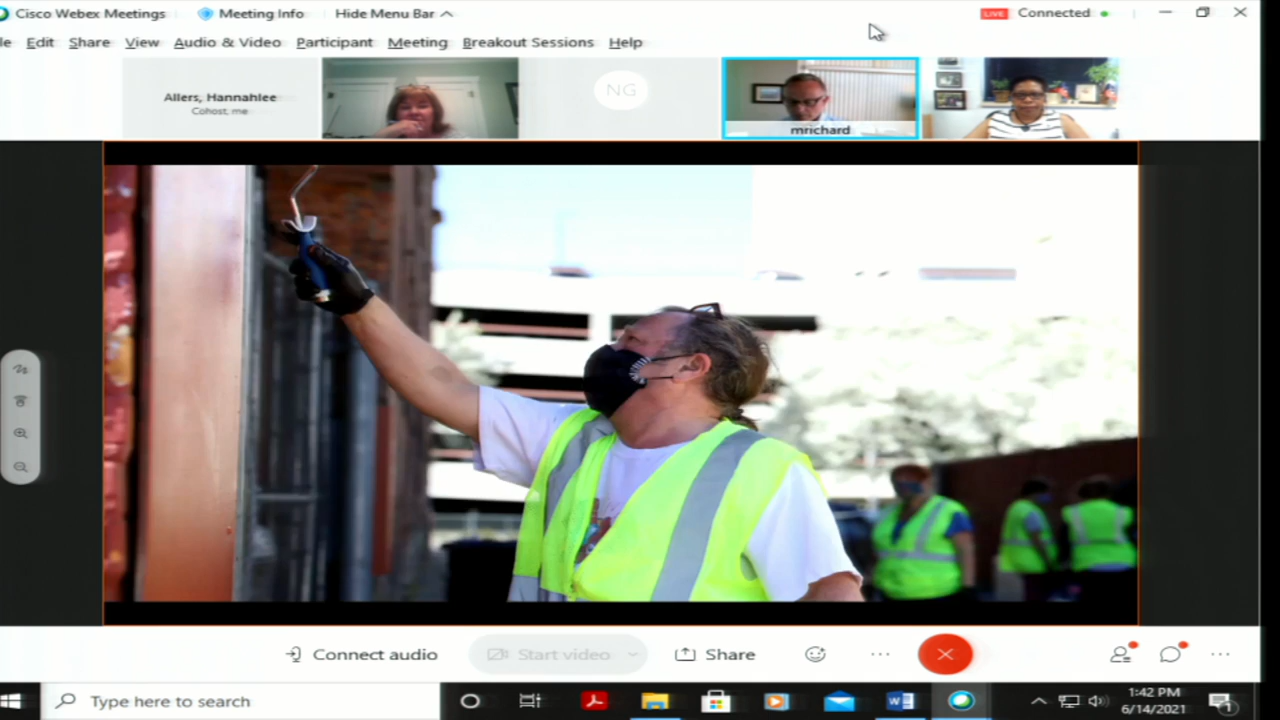 Cisco Webex Meetings
Meeting Info
Hide Menu Bar
LIVE
Connected
le Edit Share View Audio & Video Participant Meeting Breakout Sessions Help
Allers, Hannahlee
Cohost, me
NG
mrichard
Connect audio
Start video
Share
Type here to search
1:42 PM
6/14/2021
1